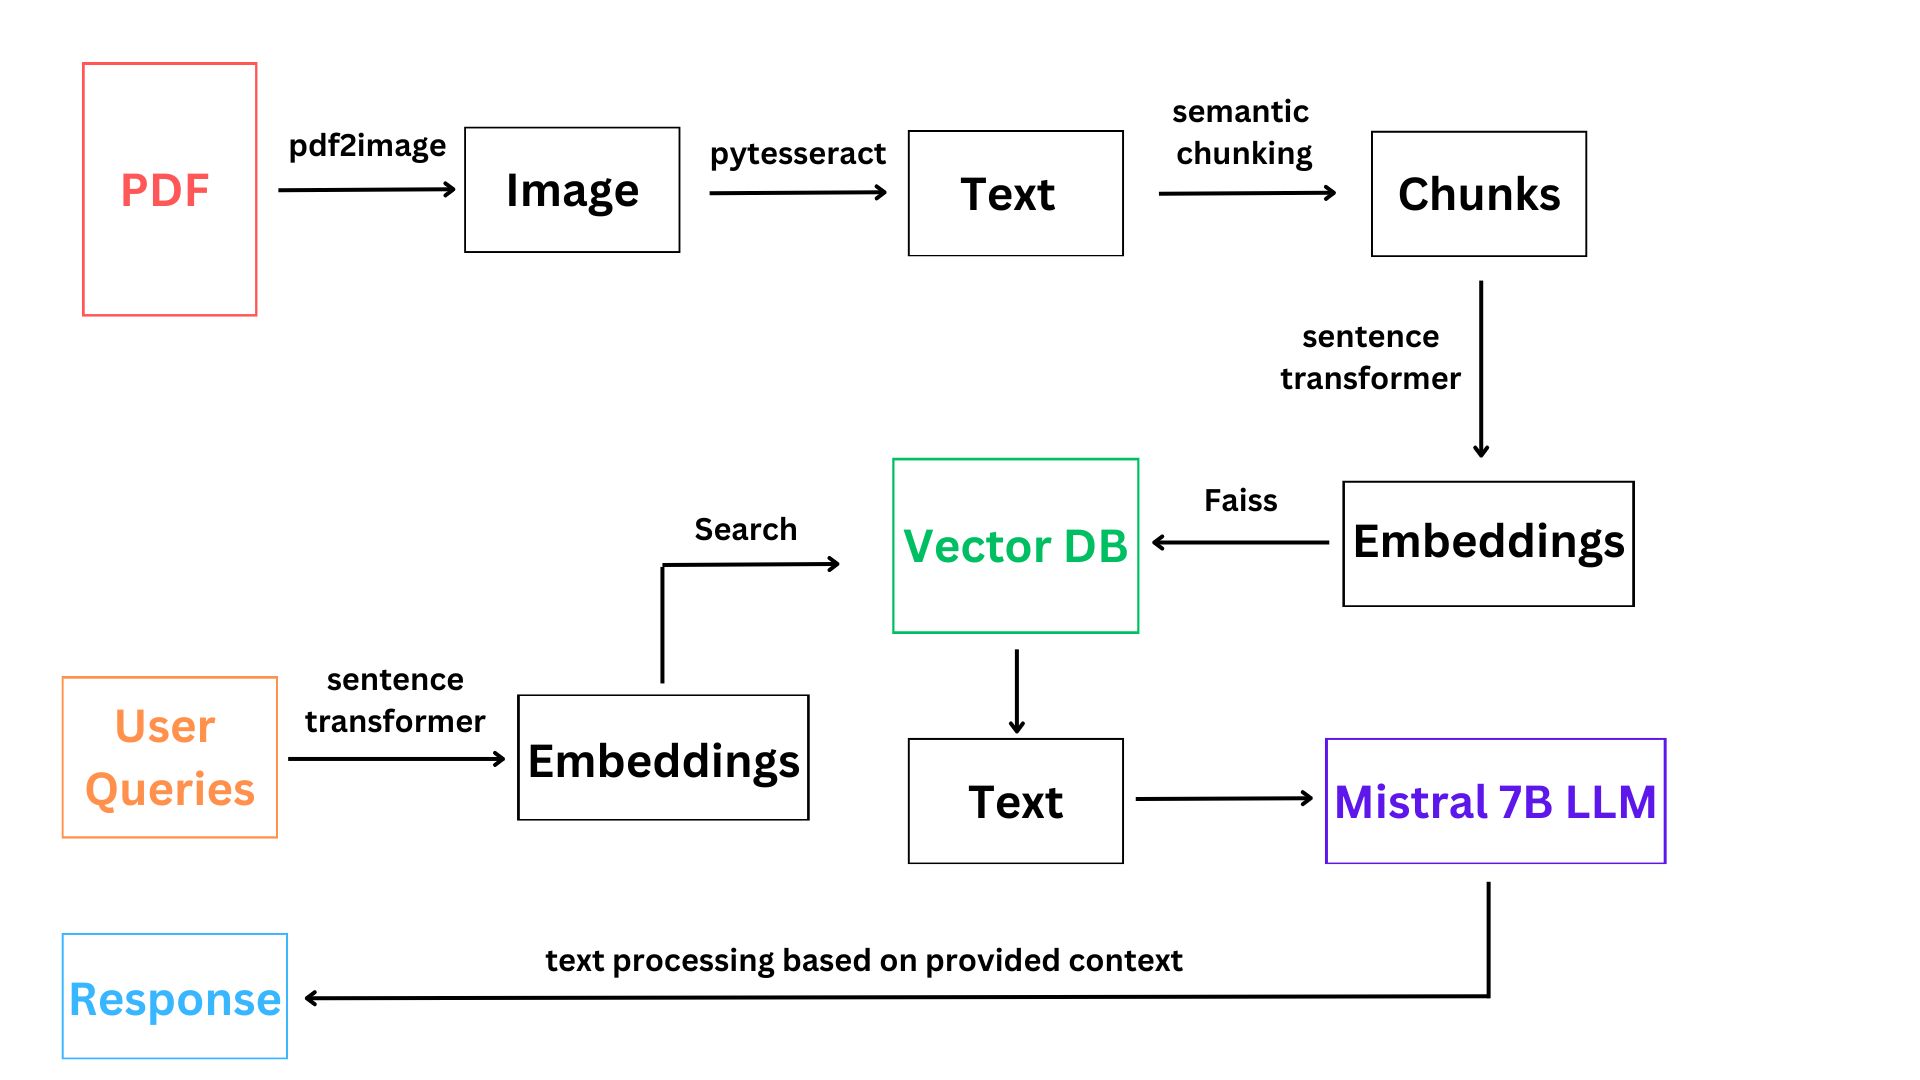 PDF
pdf2image
Image
pytesseract
Text
semantic
chunking
Chunks
sentence
transformer
Embeddings
Faiss
Vector DB
Search
User
Queries
sentence
transformer
Embeddings
Text
Mistral 7B LLM
text processing based on provided context
Response